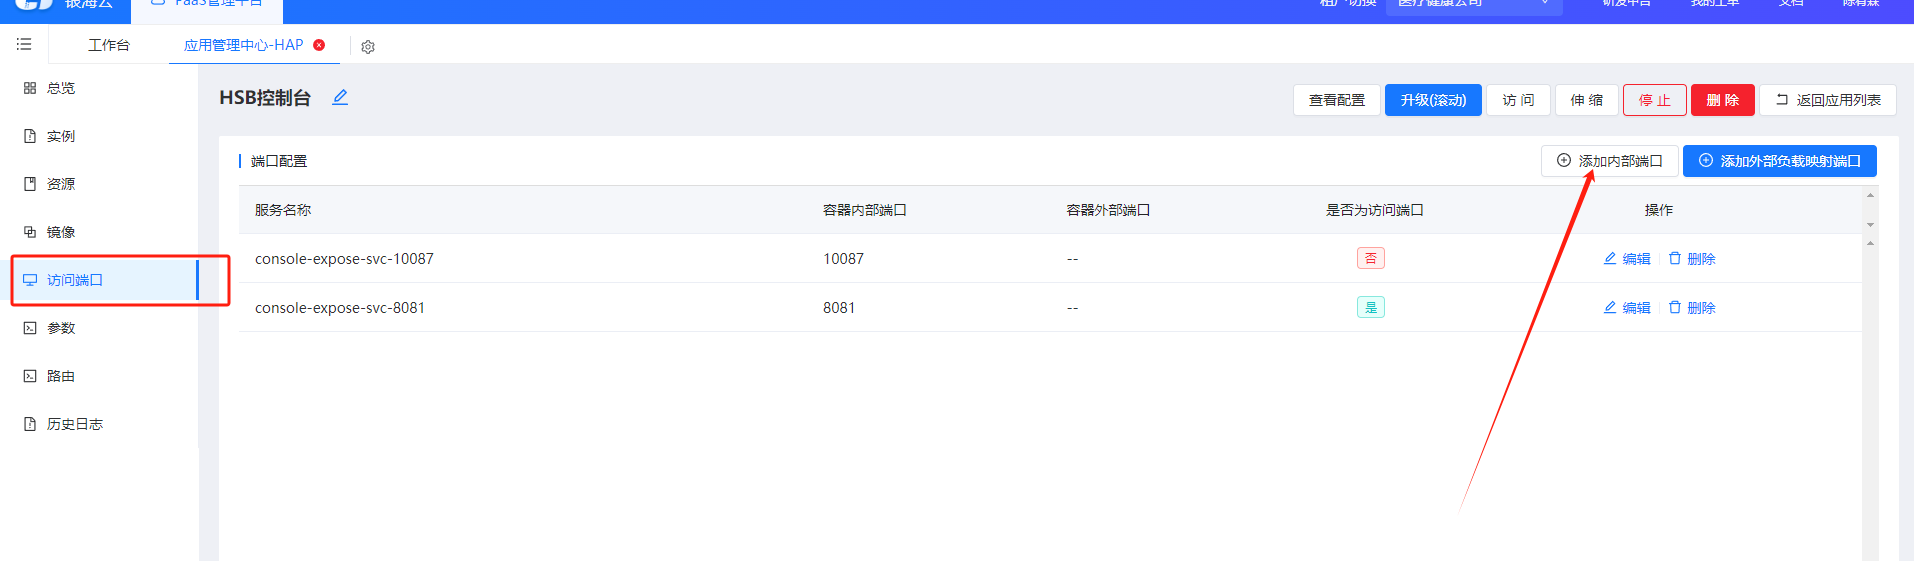 银海云 PaaS管理平台 租户切换 医疗健康公司 研发中台 我的工单 文档
工作台 应用管理中心-HAP
总览
实例
资源
镜像
访问端口
参数
路由
历史日志
HSB控制台
查看配置 升级(滚动) 访 问 伸 缩 停 止 删 除 返回应用列表
端口配置 添加内部端口 添加外部负载映射端口
服务名称 容器内部端口 容器外部端口 是否为访问端口 操作
console-expose-svc-10087 10087 -- 否 编辑 删除
console-expose-svc-8081 8081 -- 是 编辑 删除